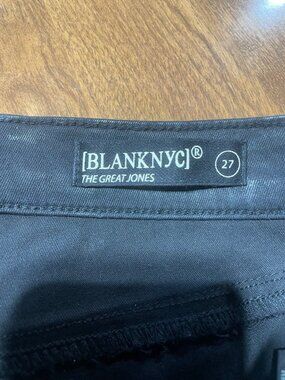 [BLANKNYC]®
THE GREAT JONES
27